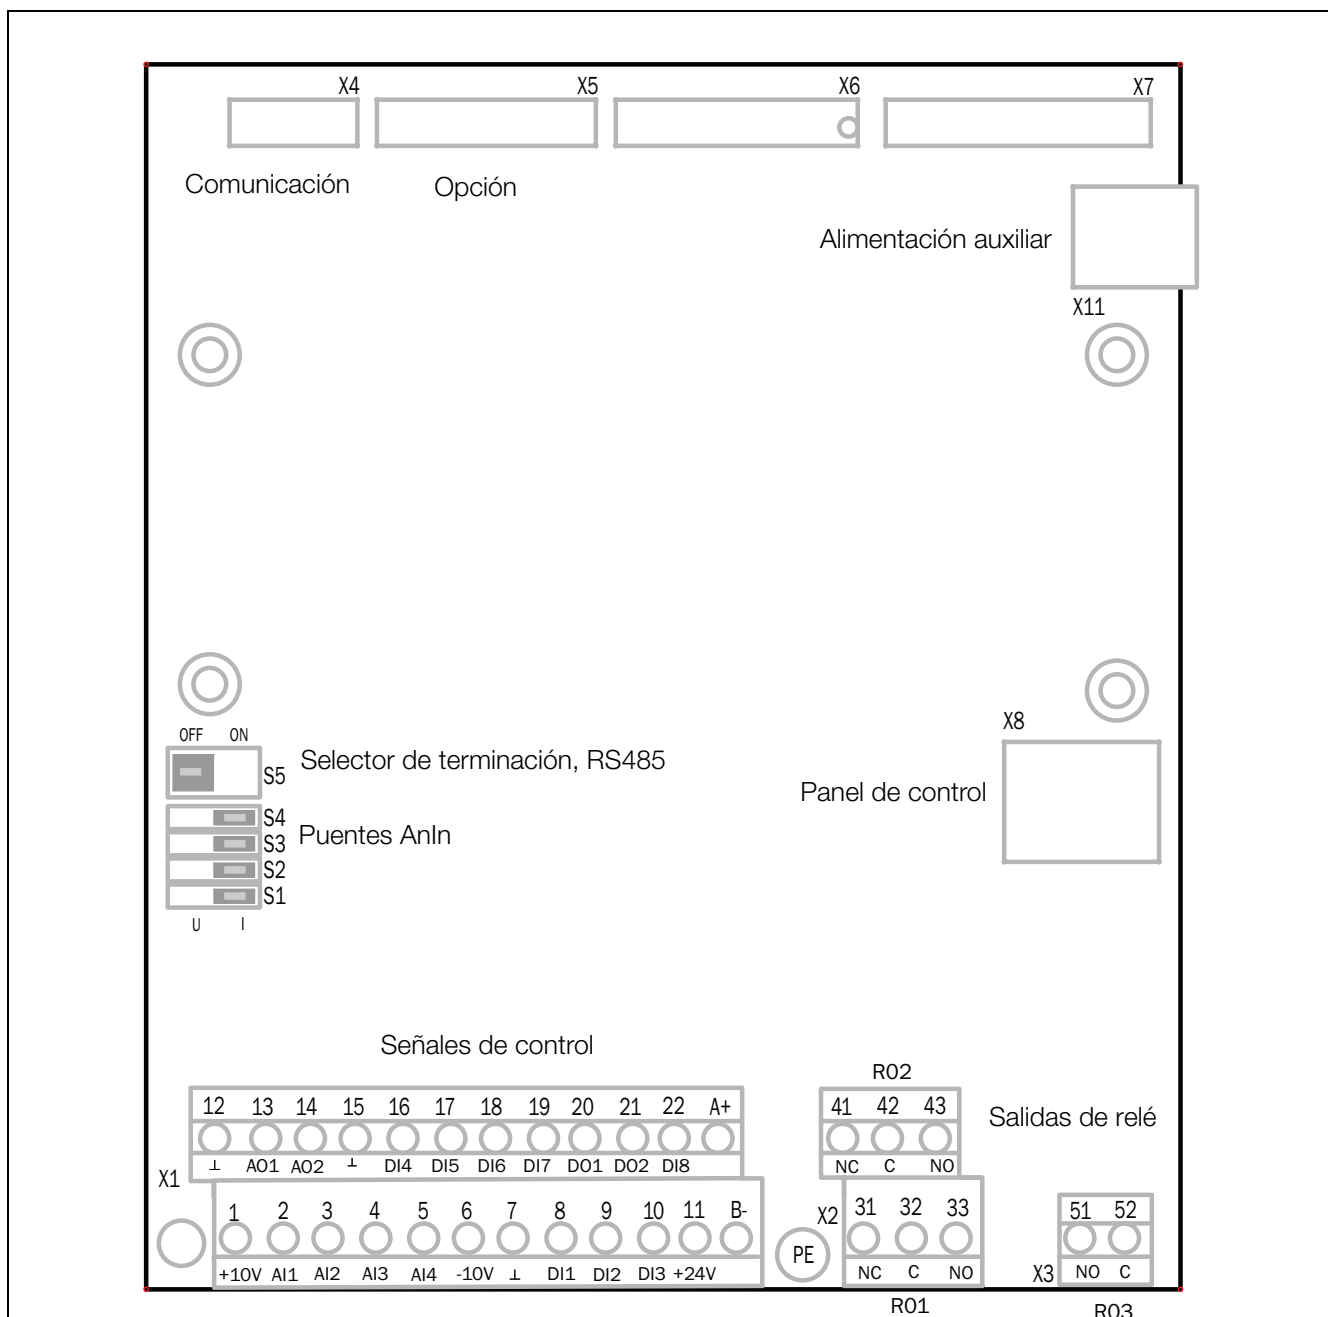 X4 X5 X6 X7
Comunicación Opción
Alimentación auxiliar
X11
X8
OFF ON
S5 Selector de terminación, RS485
Panel de control
S4
Puentes AnIn
S3
S2
S1
U I
Señales de control
R02
12 13 14 15 16 17 18 19 20 21 22 A+
41 42 43
Salidas de relé
⊥ AO1 AO2 ⊥ DI4 DI5 DI6 DI7 DO1 DO2 DI8
NC C NO
X1
1 2 3 4 5 6 7 8 9 10 11 B-
X2
31 32 33
51 52
PE
+10V AI1 AI2 AI3 AI4 -10V ⊥ DI1 DI2 DI3 +24V
NC C NO
X3
NO C
R01
R03